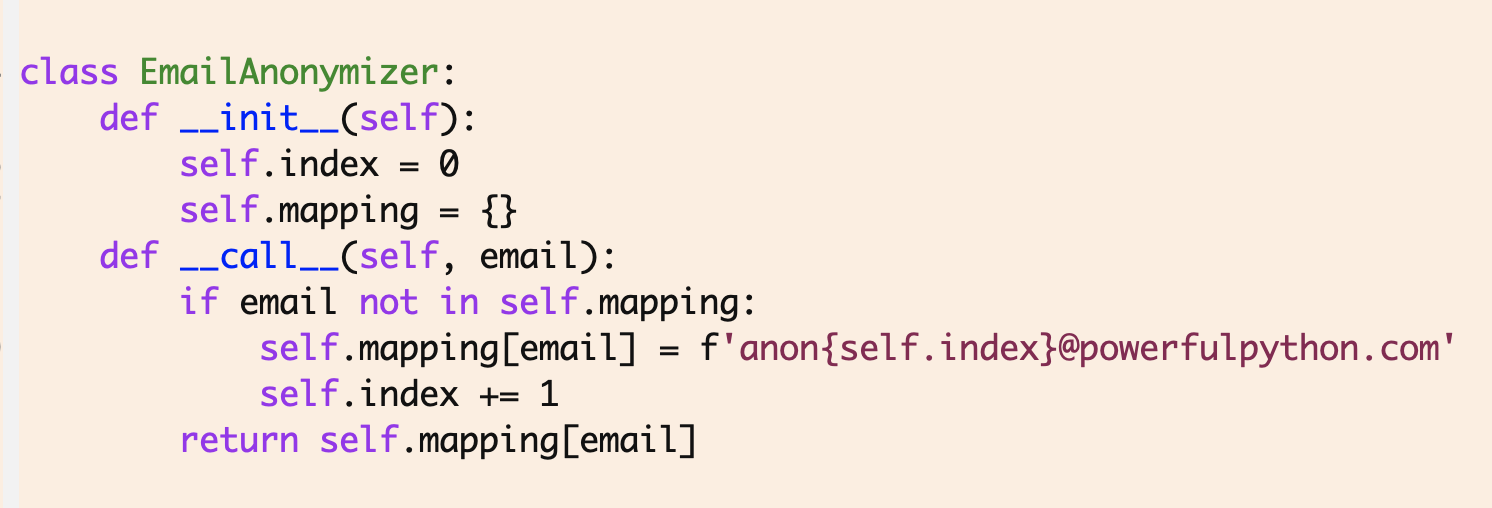 class EmailAnonymizer:
    def __init__(self):
        self.index = 0
        self.mapping = {}
    def __call__(self, email):
        if email not in self.mapping:
            self.mapping[email] = f'anon{self.index}@powerfulpython.com'
            self.index += 1
        return self.mapping[email]